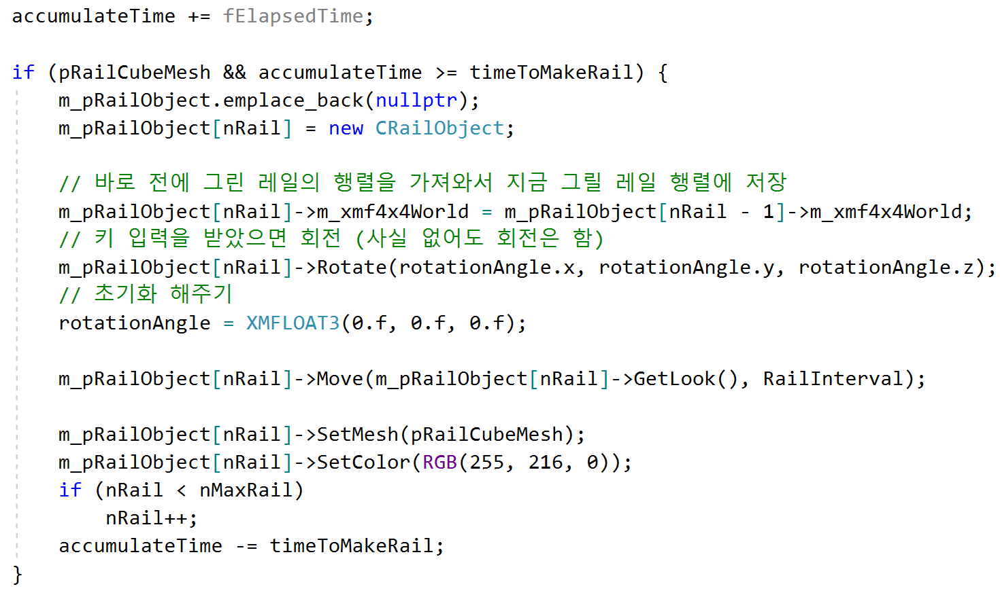 accumulateTime += fElapsedTime;
if (pRailCubeMesh && accumulateTime >= timeToMakeRail) {
m_pRailObject.emplace_back(nullptr);
m_pRailObject[nRail] = new CRailObject;
// 바로 전에 그린 레일의 행렬을 가져와서 지금 그릴 레일 행렬에 저장
m_pRailObject[nRail]->m_xmf4x4World = m_pRailObject[nRail - 1]->m_xmf4x4World;
// 키 입력을 받았으면 회전 (사실 없어도 회전은 함)
m_pRailObject[nRail]->Rotate(rotationAngle.x, rotationAngle.y, rotationAngle.z);
// 초기화 해주기
rotationAngle = XMFLOAT3(0.f, 0.f, 0.f);
m_pRailObject[nRail]->Move(m_pRailObject[nRail]->GetLook(), RailInterval);
m_pRailObject[nRail]->SetMesh(pRailCubeMesh);
m_pRailObject[nRail]->SetColor(RGB(255, 216, 0));
if (nRail < nMaxRail)
nRail++;
accumulateTime -= timeToMakeRail;
}